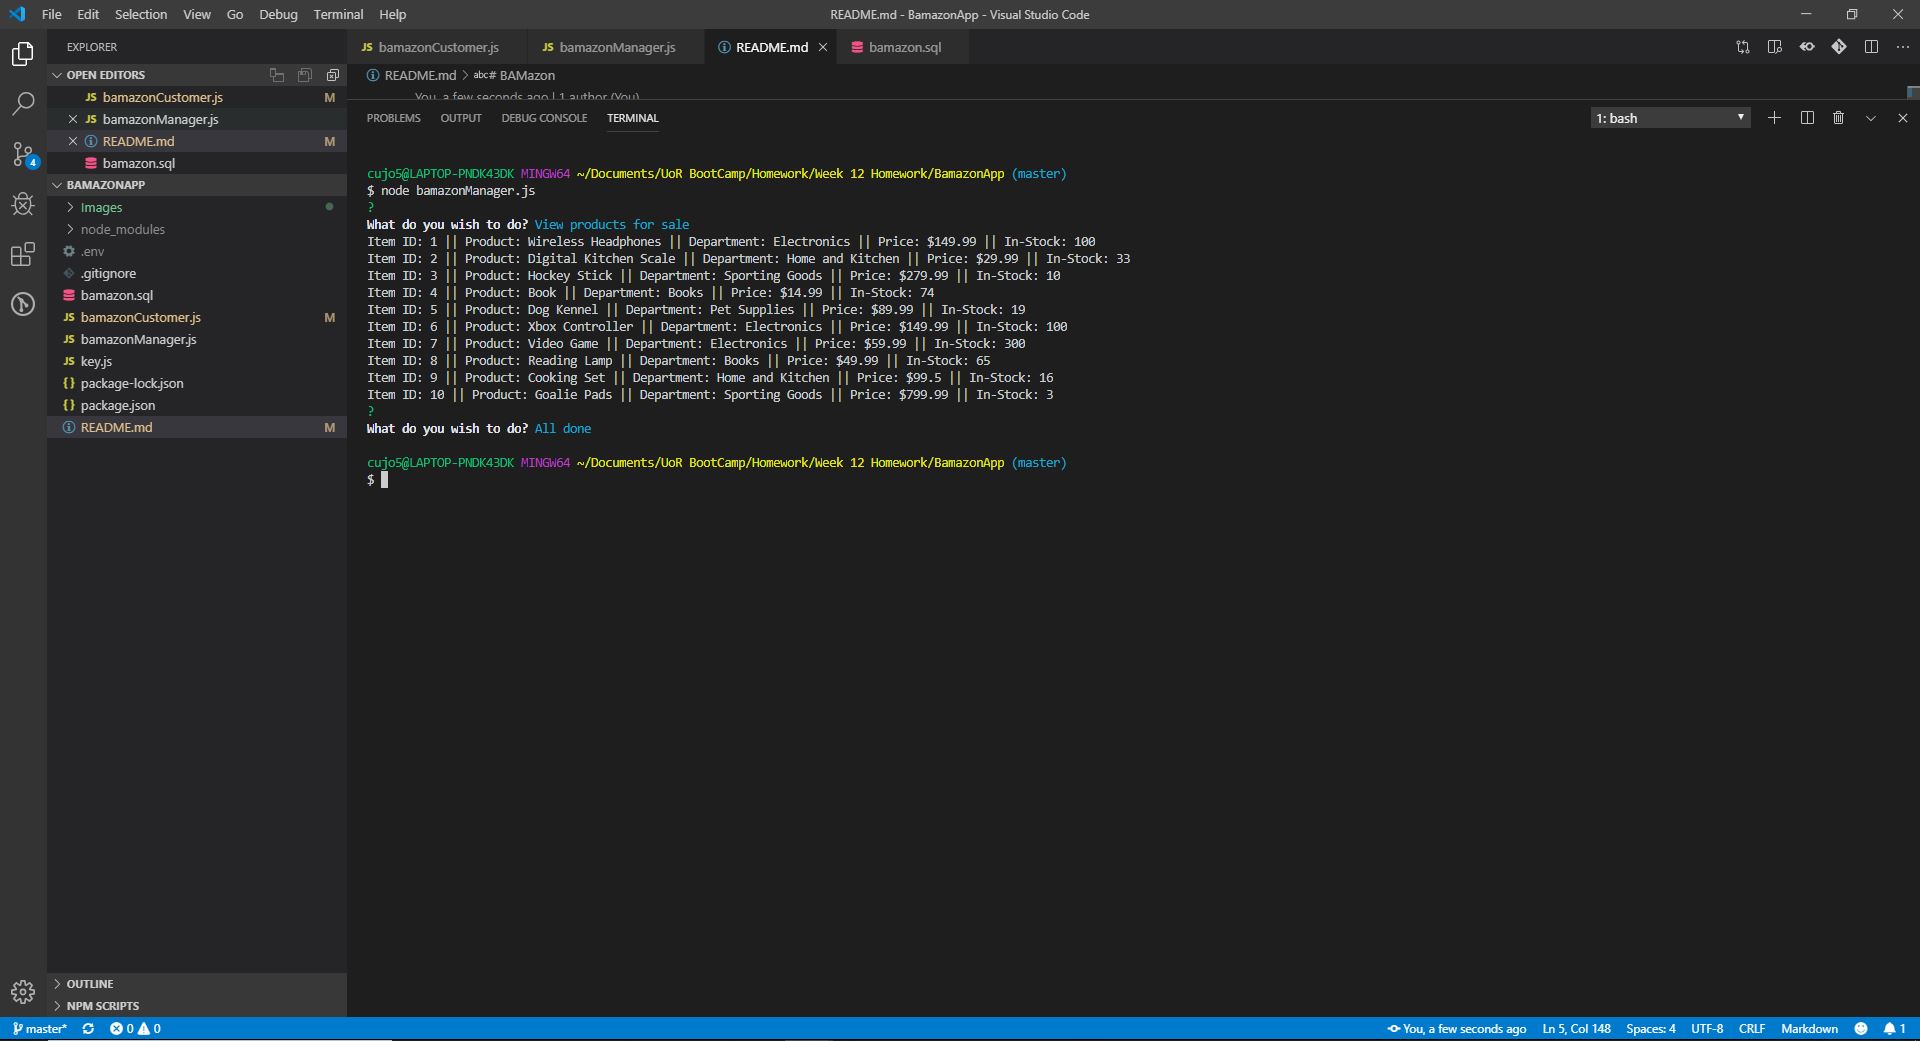 File Edit Selection View Go Debug Terminal Help
README.md - BamazonApp - Visual Studio Code
EXPLORER
OPEN EDITORS
JS bamazonCustomer.js M
JS bamazonManager.js
README.md M
bamazon.sql
BAMAZONAPP
Images
node_modules
.env
.gitignore
bamazon.sql
JS bamazonCustomer.js M
JS bamazonManager.js
JS key.js
{} package-lock.json
{} package.json
README.md M
OUTLINE
NPM SCRIPTS
4
JS bamazonCustomer.js JS bamazonManager.js README.md bamazon.sql
README.md > abc# BAMazon
You, a few seconds ago | 1 author (You)
PROBLEMS OUTPUT DEBUG CONSOLE TERMINAL
1: bash
cujo5@LAPTOP-PNDK43DK MINGW64 ~/Documents/UoR BootCamp/Homework/Week 12 Homework/BamazonApp (master)
$ node bamazonManager.js
?
What do you wish to do? View products for sale
Item ID: 1 || Product: Wireless Headphones || Department: Electronics || Price: $149.99 || In-Stock: 100
Item ID: 2 || Product: Digital Kitchen Scale || Department: Home and Kitchen || Price: $29.99 || In-Stock: 33
Item ID: 3 || Product: Hockey Stick || Department: Sporting Goods || Price: $279.99 || In-Stock: 10
Item ID: 4 || Product: Book || Department: Books || Price: $14.99 || In-Stock: 74
Item ID: 5 || Product: Dog Kennel || Department: Pet Supplies || Price: $89.99 || In-Stock: 19
Item ID: 6 || Product: Xbox Controller || Department: Electronics || Price: $149.99 || In-Stock: 100
Item ID: 7 || Product: Video Game || Department: Electronics || Price: $59.99 || In-Stock: 300
Item ID: 8 || Product: Reading Lamp || Department: Books || Price: $49.99 || In-Stock: 65
Item ID: 9 || Product: Cooking Set || Department: Home and Kitchen || Price: $99.5 || In-Stock: 16
Item ID: 10 || Product: Goalie Pads || Department: Sporting Goods || Price: $799.99 || In-Stock: 3
?
What do you wish to do? All done
cujo5@LAPTOP-PNDK43DK MINGW64 ~/Documents/UoR BootCamp/Homework/Week 12 Homework/BamazonApp (master)
$
master* 0 0 You, a few seconds ago Ln 5, Col 148 Spaces: 4 UTF-8 CRLF Markdown 1